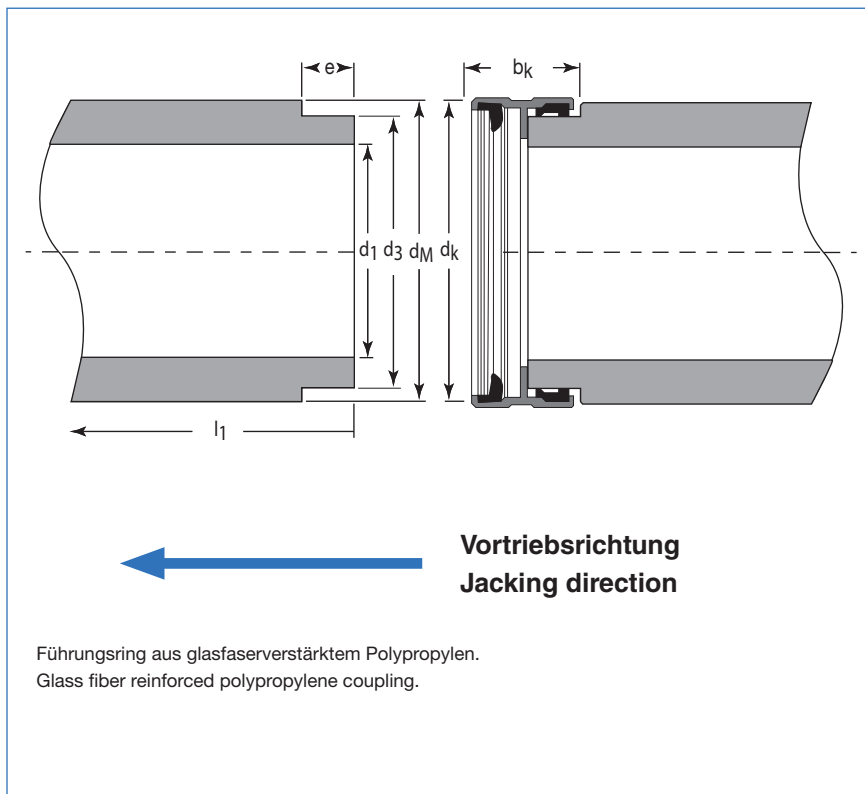 e
bk
d1 d3 dM dk
l1
Vortriebsrichtung
Jacking direction
Führungsring aus glasfaserverstärktem Polypropylen.
Glass fiber reinforced polypropylene coupling.